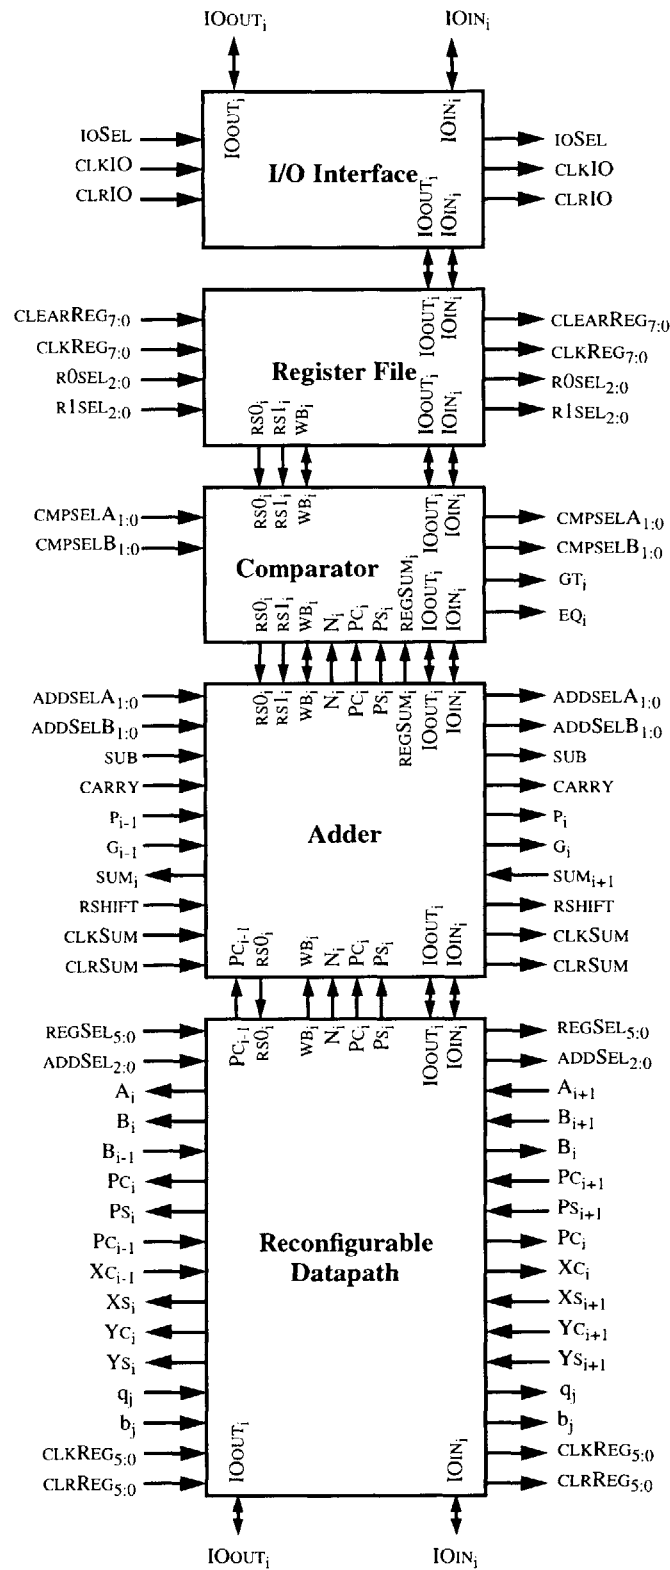 IOOUTi IOINi
IOOUTi IOINi
IOSEL IOSEL
CLKIO I/O Interface CLKIO
CLRIO CLRIO
IOOUTi IOINi
IOOUTi IOINi
CLEARREG7:0 CLEARREG7:0
CLKREG7:0 CLKREG7:0
Register File
R0SEL2:0 R0SEL2:0
R1SEL2:0 R1SEL2:0
RS0i RS1i WBi IOOUTi IOINi
RS0i RS1i WBi IOOUTi IOINi
CMPSELA1:0 CMPSELA1:0
CMPSELB1:0 CMPSELB1:0
Comparator GTi
EQi
RS0i RS1i WBi Ni PCi PSi REGSUMi IOOUTi IOINi
RS0i RS1i WBi Ni PCi PSi REGSUMi IOOUTi IOINi
ADDSELA1:0 ADDSELA1:0
ADDSELB1:0 ADDSELB1:0
SUB SUB
CARRY CARRY
Pi-1 Pi
Adder
Gi-1 Gi
SUMi SUMi+1
RSHIFT RSHIFT
CLKSUM CLKSUM
CLRSUM CLRSUM
PCi-1 RS0i WBi Ni PCi PSi IOOUTi IOINi
PCi-1 RS0i WBi Ni PCi PSi IOOUTi IOINi
REGSEL5:0 REGSEL5:0
ADDSEL2:0 ADDSEL2:0
Ai Ai+1
Bi Bi+1
Bi-1 Bi
PCi PCi+1
PSi PSi+1
PCi-1 Reconfigurable PCi
XCi-1 Datapath XCi
XSi XSi+1
YCi YCi+1
YSi YSi+1
qj qj
bj bj
CLKREG5:0 CLKREG5:0
CLRREG5:0 CLRREG5:0
IOOUTi IOINi
IOOUTi IOINi